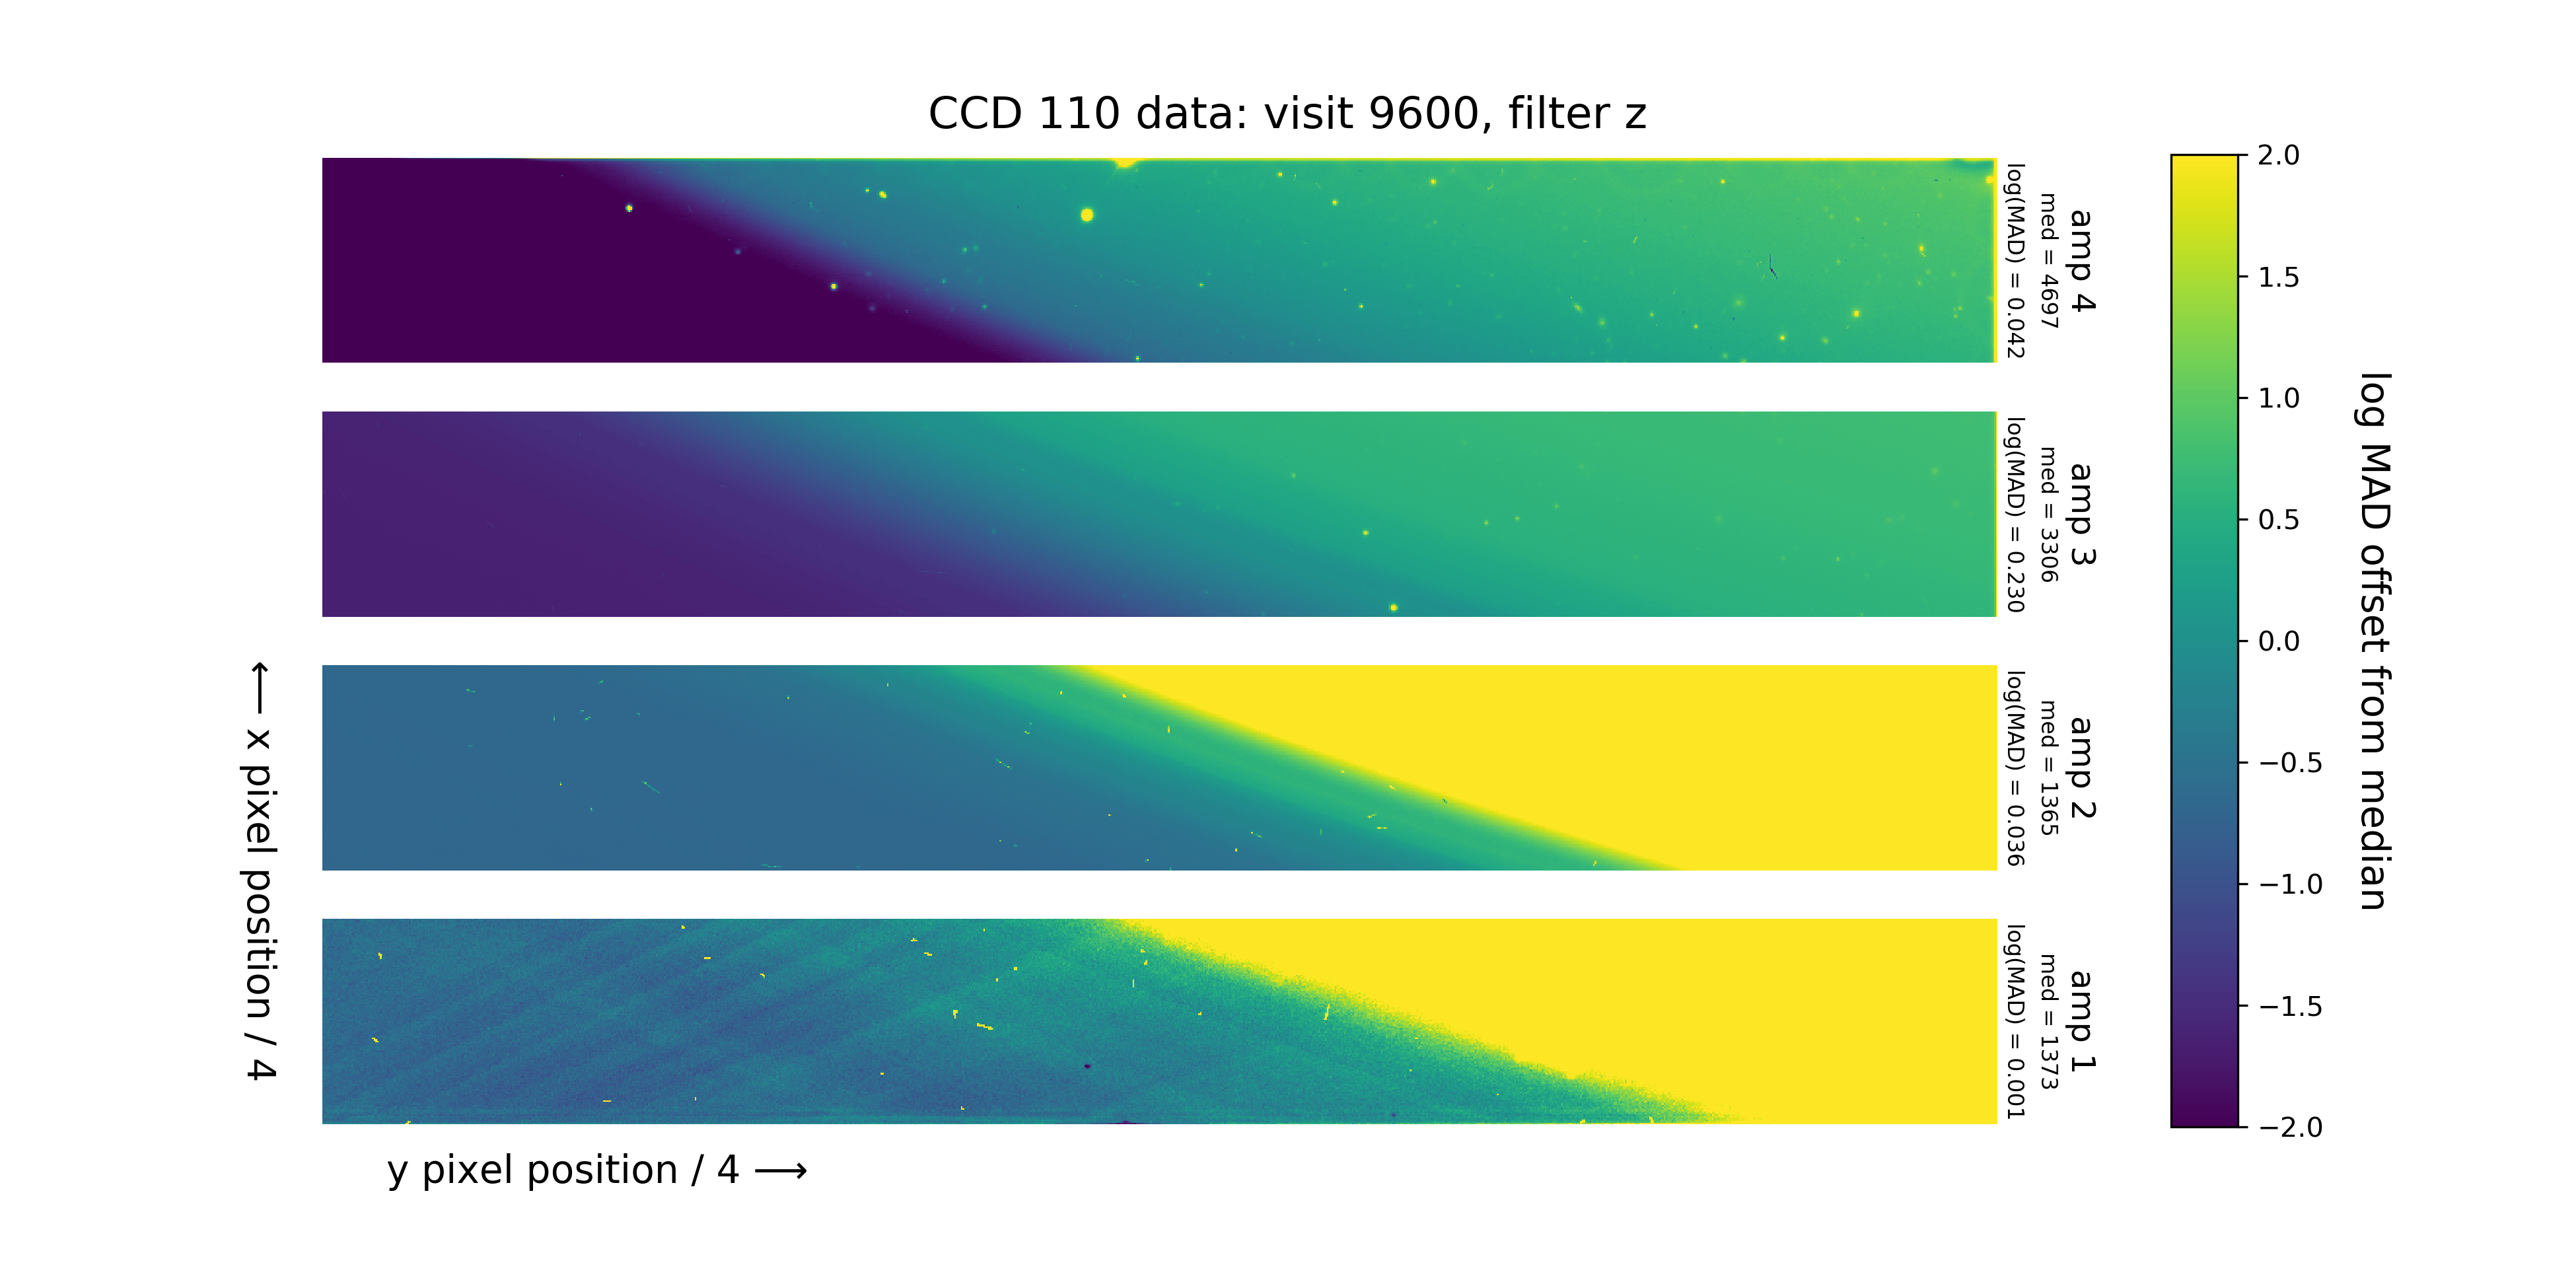 CCD 110 data: visit 9600, filter z
amp 4
med = 4697
log(MAD) = 0.042
amp 3
med = 3306
log(MAD) = 0.230
amp 2
med = 1365
log(MAD) = 0.036
amp 1
med = 1373
log(MAD) = 0.001
⟵ x pixel position / 4
y pixel position / 4 ⟶
2.0
1.5
1.0
0.5
0.0
−0.5
−1.0
−1.5
−2.0
log MAD offset from median